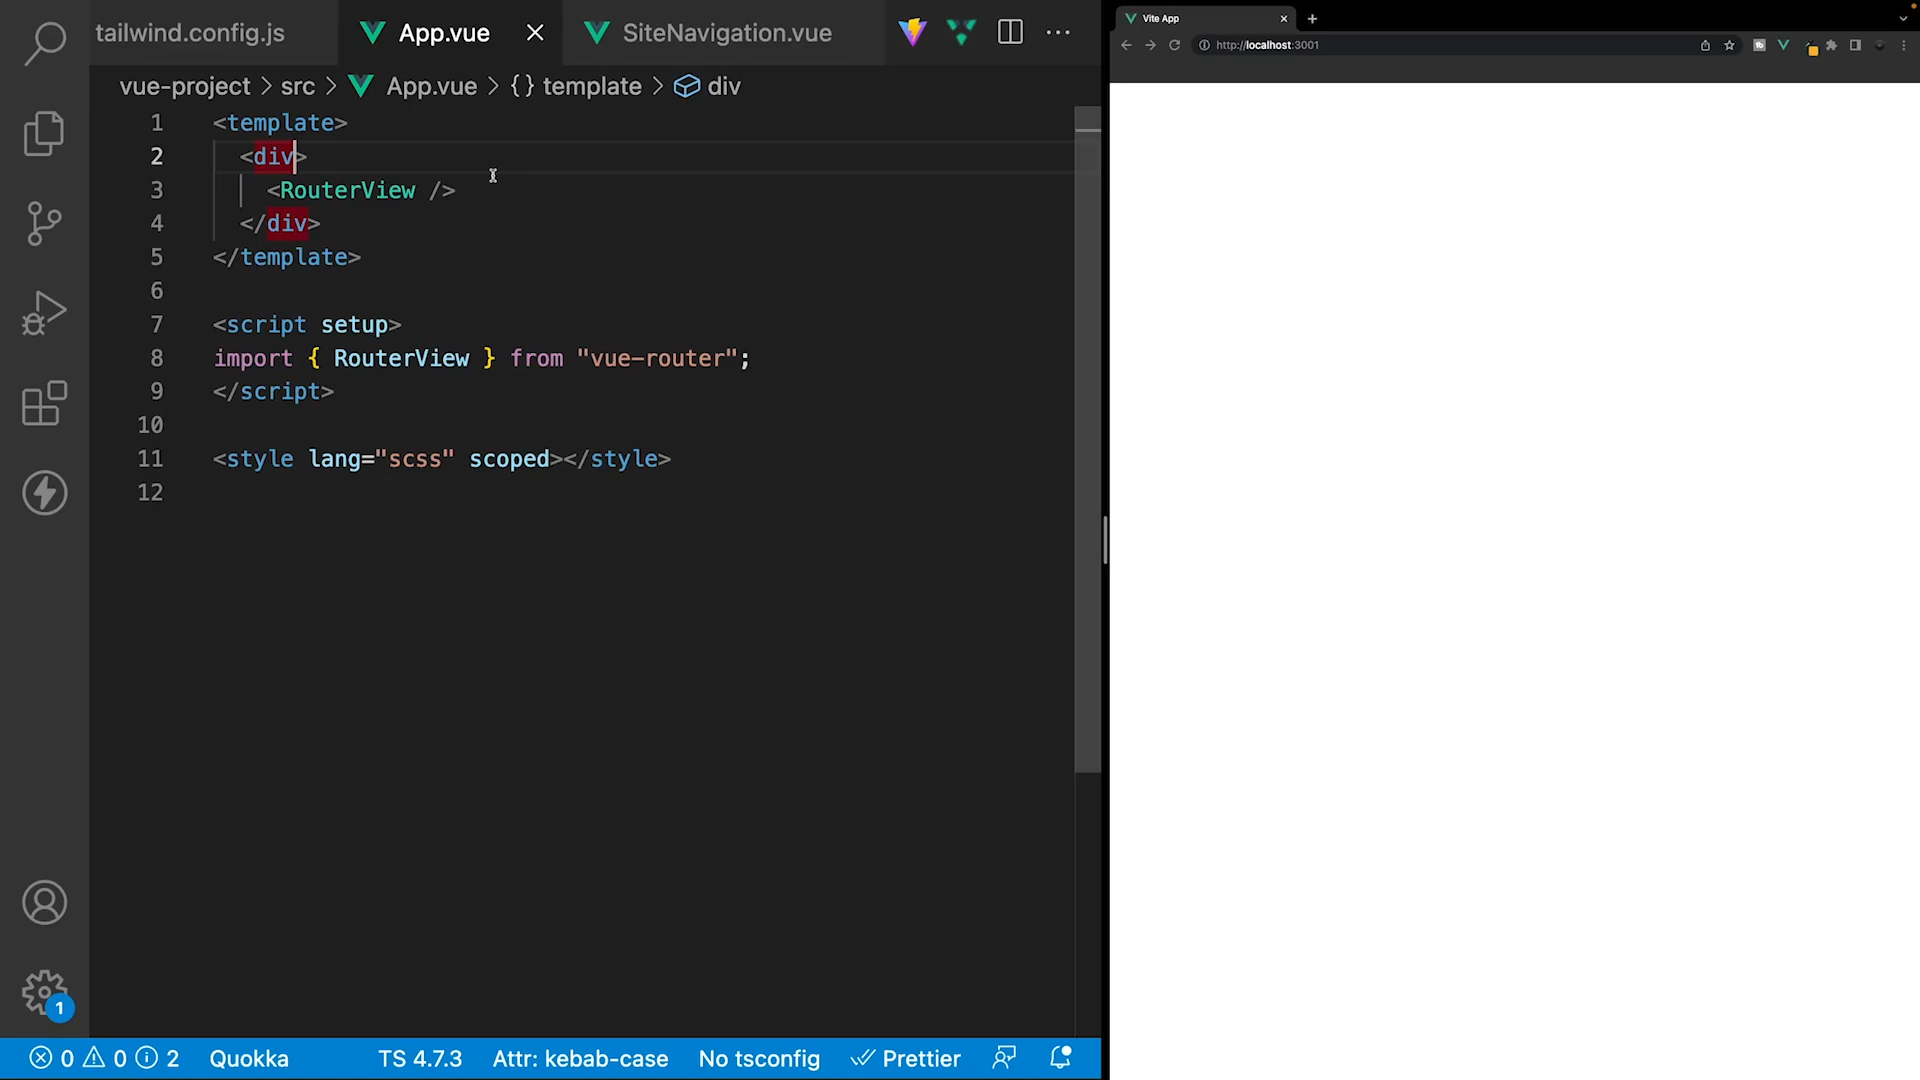 tailwind.config.js App.vue SiteNavigation.vue
vue-project > src > App.vue > {} template > div
1 <template>
2 <div>
3 <RouterView />
4 </div>
5 </template>
6
7 <script setup>
8 import { RouterView } from "vue-router";
9 </script>
10
11 <style lang="scss" scoped></style>
12
1
0 0 2 Quokka TS 4.7.3 Attr: kebab-case No tsconfig Prettier
Vite App
http://localhost:3001